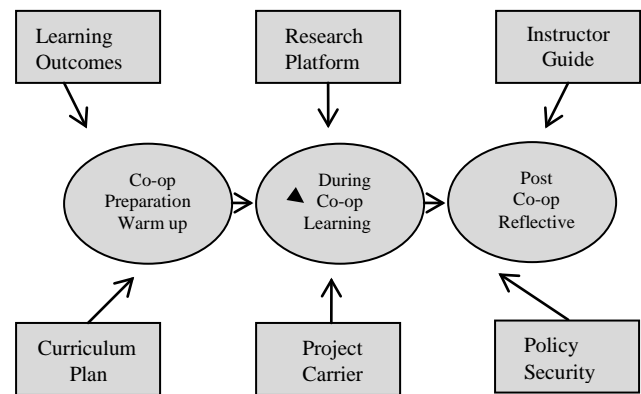 Learning
Outcomes
Research
Platform
Instructor
Guide
Co-op
Preparation
Warm up
During
Co-op
Learning
Post
Co-op
Reflective
Curriculum
Plan
Project
Carrier
Policy
Security